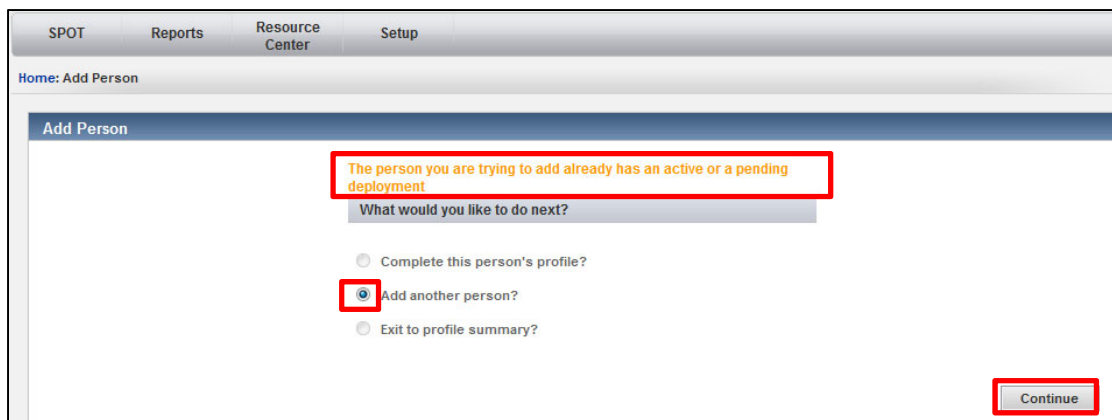 SPOT Reports Resource Center Setup
Home: Add Person
Add Person
The person you are trying to add already has an active or a pending
deployment
What would you like to do next?
Complete this person's profile?
Add another person?
Exit to profile summary?
Continue